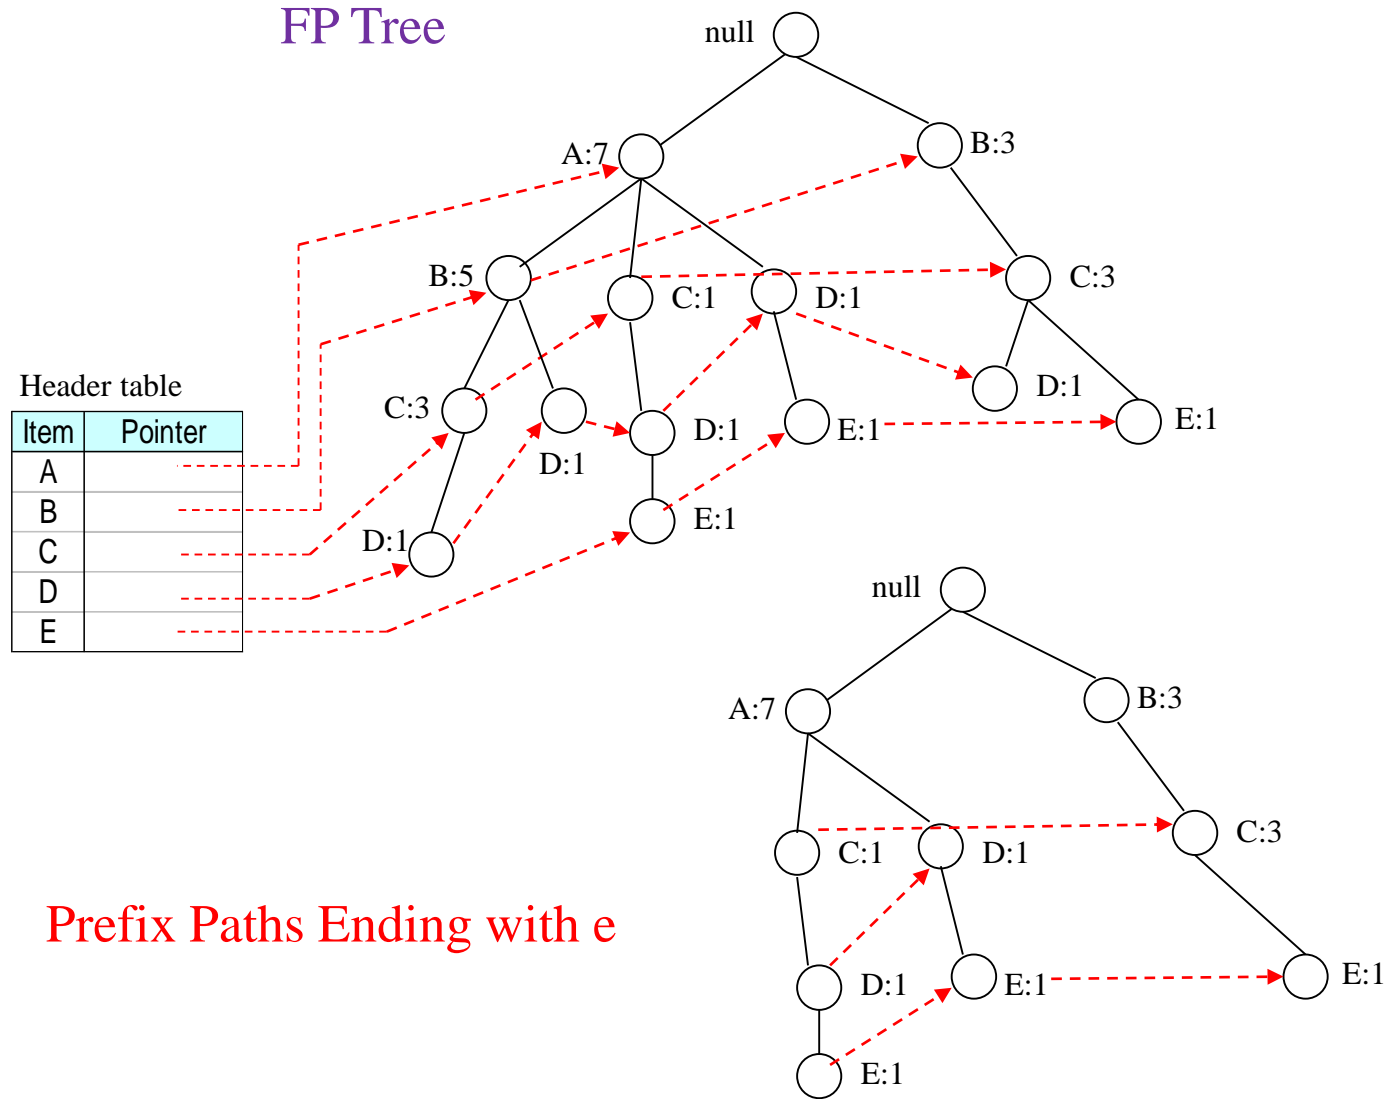 FP Tree
null
A:7
B:3
B:5
C:1
D:1
C:3
Header table
Item Pointer
A
B
C
D
E
C:3
D:1
D:1
E:1
D:1
E:1
D:1
E:1
null
A:7
B:3
C:1
D:1
C:3
Prefix Paths Ending with e
D:1
E:1
E:1
E:1